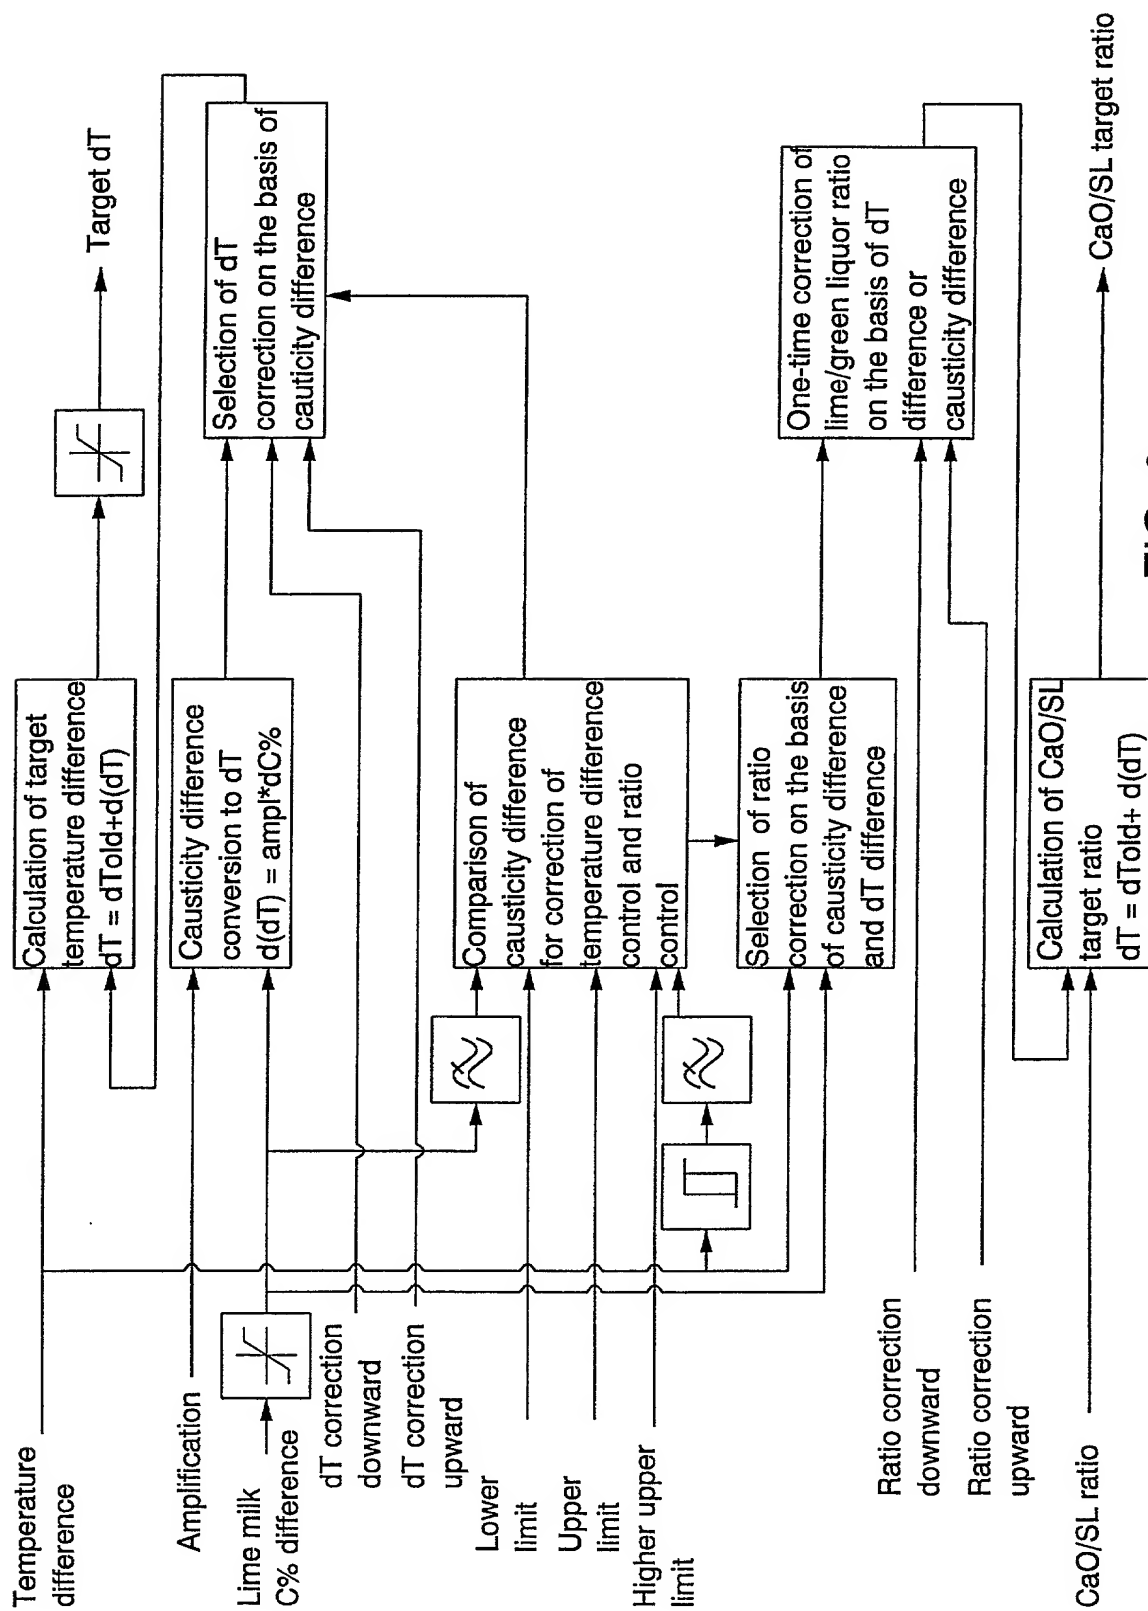 Temperature
difference
Amplification
Lime milk
C% difference
dT correction
downward
dT correction
upward
Lower
limit
Upper
limit
Higher upper
limit
Ratio correction
downward
Ratio correction
upward
CaO/SL ratio
Calculation of target
temperature difference
dT = dTold+d(dT)
Causticity difference
conversion to dT
d(dT) = ampl*dC%
Comparison of
causticity difference
for correction of
temperature difference
control and ratio
control
Selection of ratio
correction on the basis
of causticity difference
and dT difference
Calculation of CaO/SL
target ratio
dT = dTold+ d(dT)
Target dT
Selection of dT
correction on the basis of
cauticity difference
One-time correction of
lime/green liquor ratio
on the basis of dT
difference or
causticity difference
CaO/SL target ratio